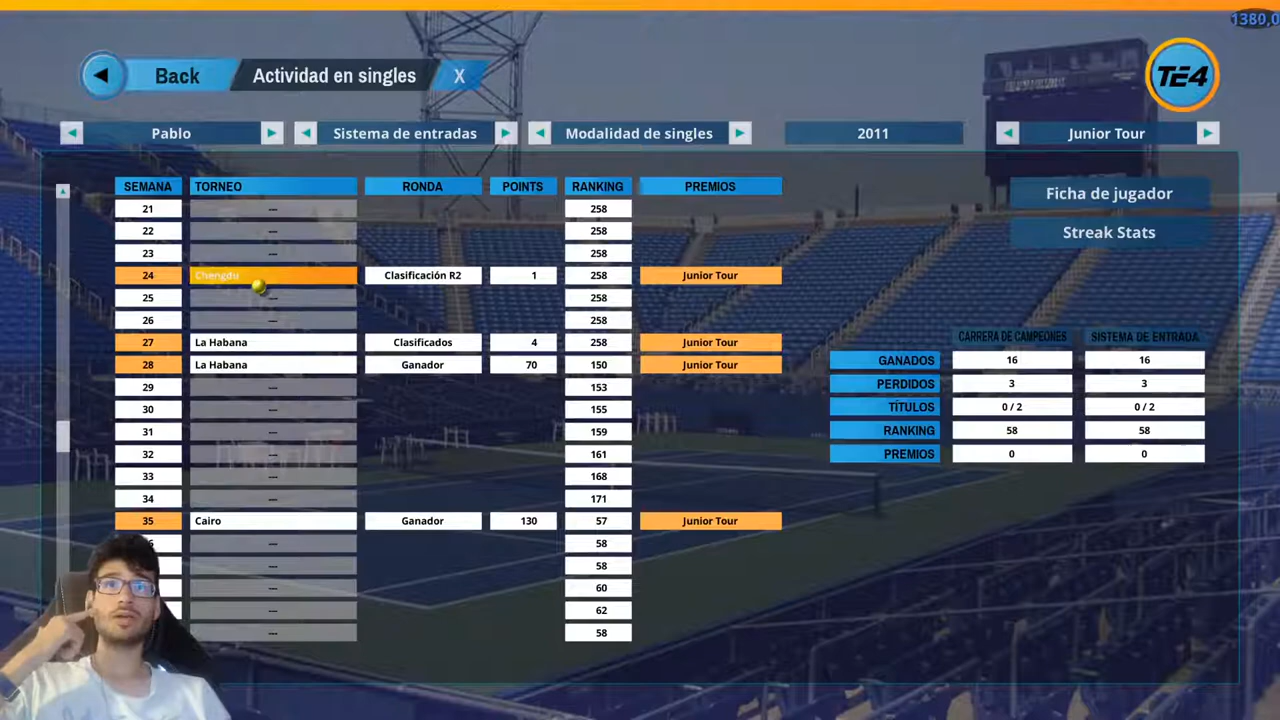 1380,0
Back Actividad en singles X
TE4
Pablo Sistema de entradas Modalidad de singles 2011 Junior Tour
SEMANA TORNEO RONDA POINTS RANKING PREMIOS
Ficha de jugador
Streak Stats
21 --- 258
22 --- 258
23 --- 258
24 Chengdu Clasificación R2 1 258 Junior Tour
25 --- 258
26 --- 258
27 La Habana Clasificados 4 258 Junior Tour
28 La Habana Ganador 70 150 Junior Tour
29 --- 153
30 --- 155
31 --- 159
32 --- 161
33 --- 168
34 --- 171
35 Cairo Ganador 130 57 Junior Tour
--- 58
--- 58
--- 60
--- 62
--- 58
CARRERA DE CAMPEONES SISTEMA DE ENTRADA
GANADOS 16 16
PERDIDOS 3 3
TÍTULOS 0 / 2 0 / 2
RANKING 58 58
PREMIOS 0 0